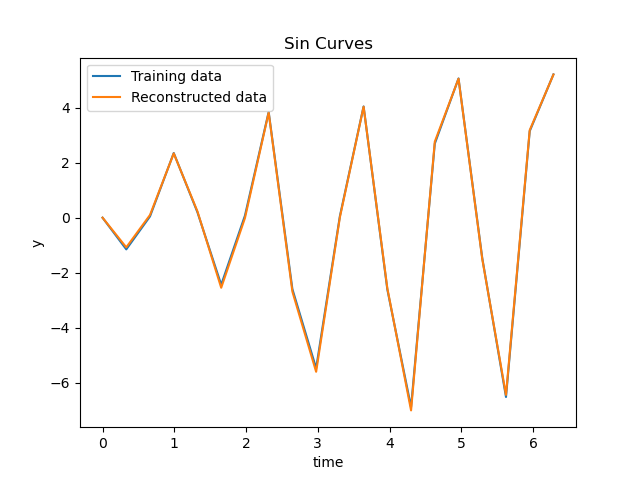 Sin Curves
Training data
Reconstructed data
4
2
0
−2
−4
−6
y
0 1 2 3 4 5 6
time